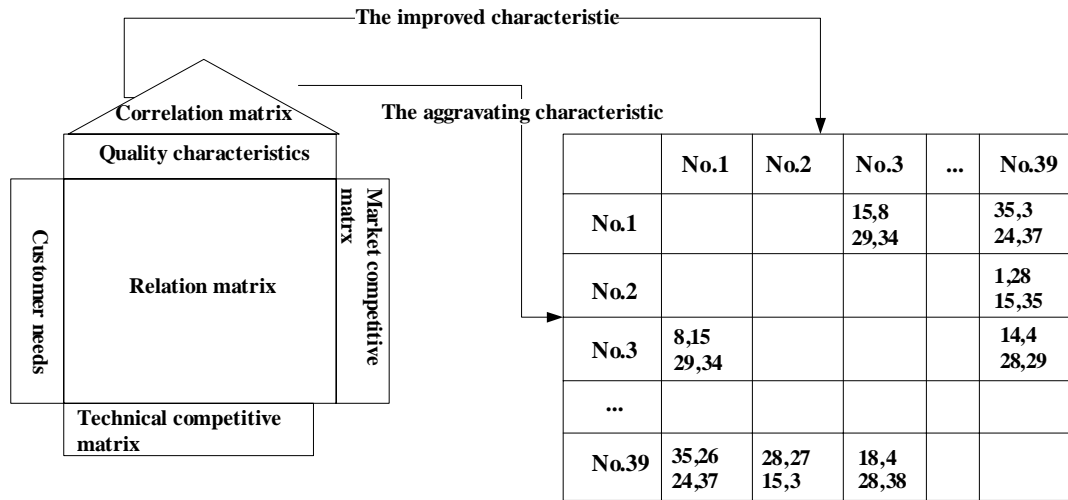 The improved characteristic
The aggravating characteristic
Correlation matrix
Quality characteristics
Customer needs
Relation matrix
Market competitive
matrx
Technical competitive
matrix
No.1 No.2 No.3 ... No.39
No.1 15,8 35,3
29,34 24,37
No.2 1,28
15,35
No.3 8,15 14,4
29,34 28,29
...
No.39 35,26 28,27 18,4
24,37 15,3 28,38